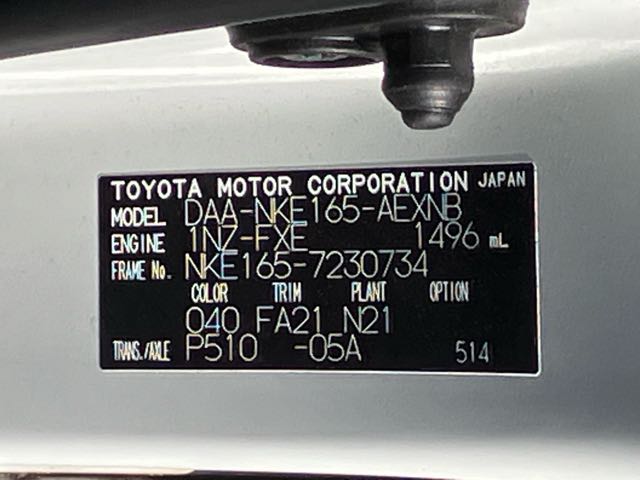 TOYOTA MOTOR CORPORATION JAPAN
MODEL DAA-NKE165-AEXNB
ENGINE 1NZ-FXE 1496 mL
FRAME No. NKE165-7230734
COLOR TRIM PLANT OPTION
040 FA21 N21
TRANS./AXLE P510 -05A 514